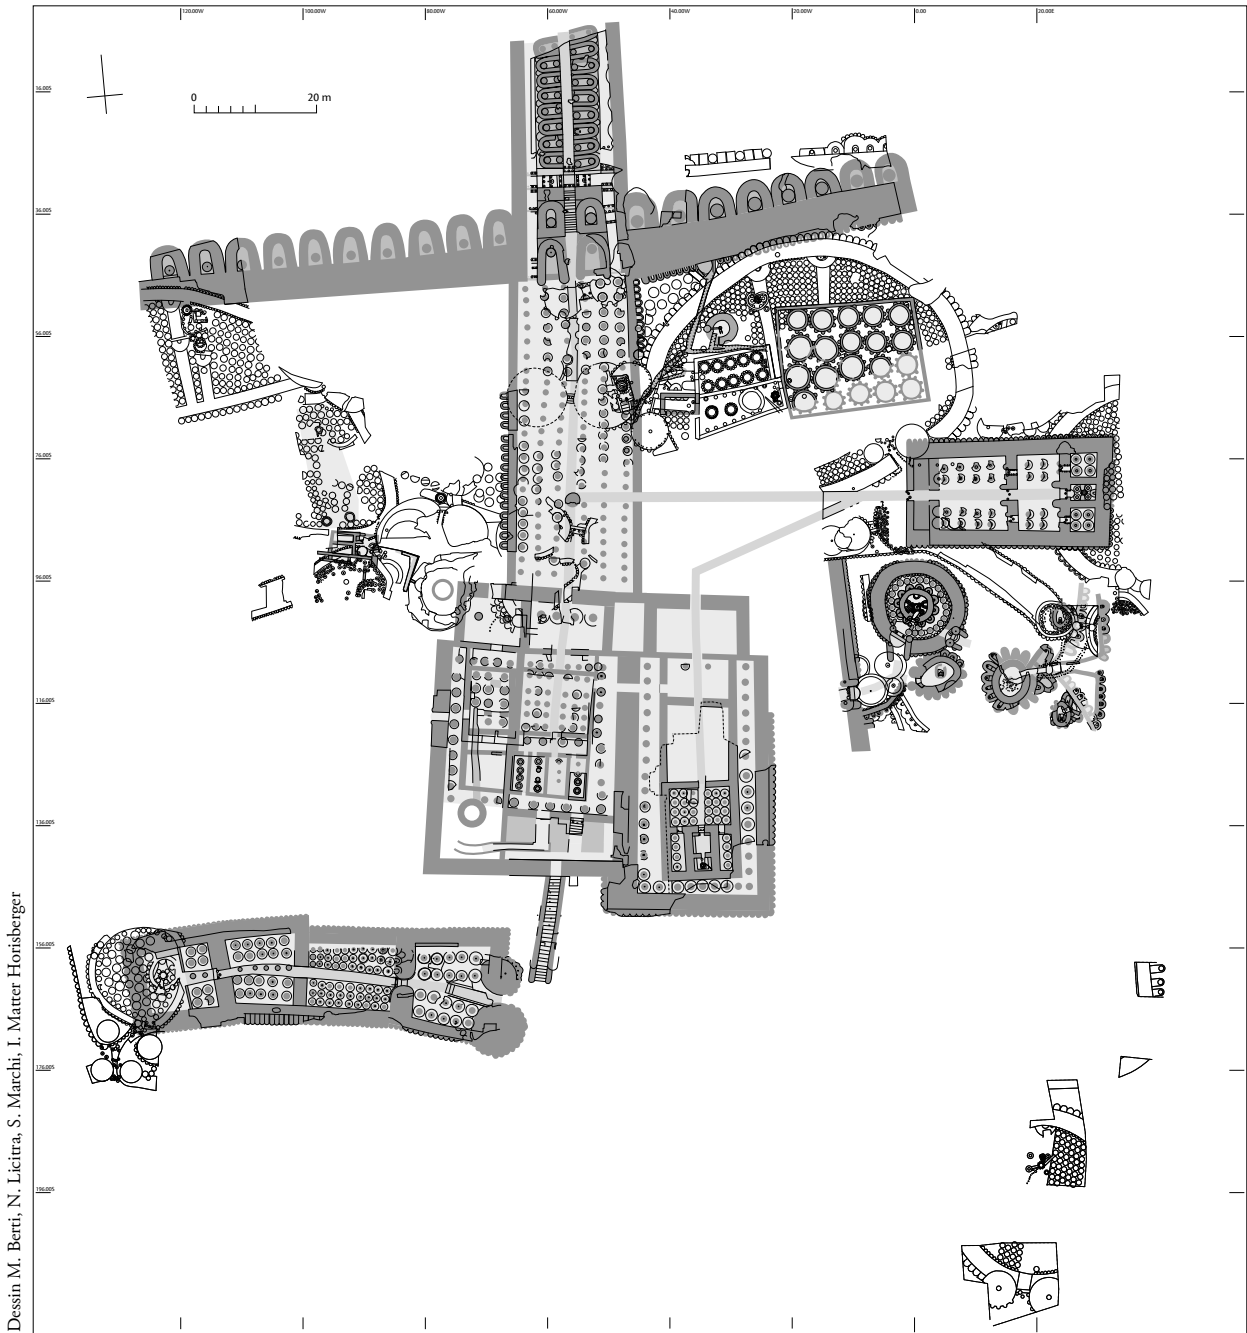 120.00W 100.00W 80.00W 60.00W 40.00W 20.00W 0.00 20.00E
16.00S
0 20 m
36.00S
56.00S
76.00S
96.00S
116.00S
136.00S
156.00S
176.00S
196.00S
Dessin M. Berti, N. Licitra, S. Marchi, I. Matter Horisberger